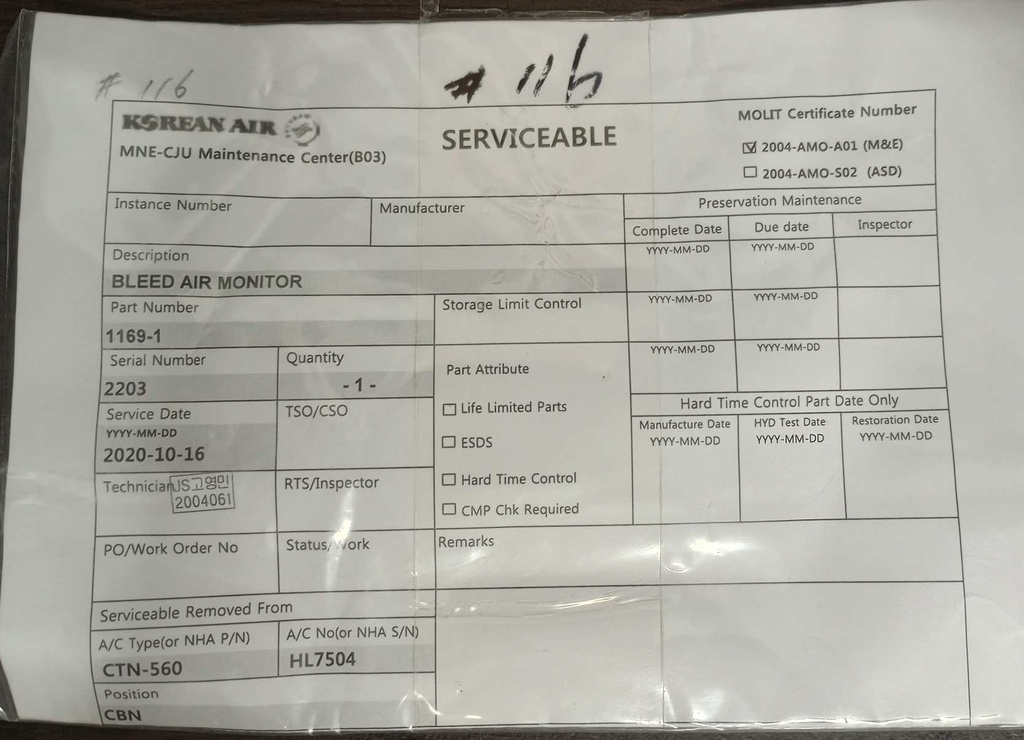 # 116
# 116
KOREAN AIR
MNE-CJU Maintenance Center(B03)
SERVICEABLE
MOLIT Certificate Number
☑ 2004-AMO-A01 (M&E)
☐ 2004-AMO-S02 (ASD)
Instance Number
Manufacturer
Preservation Maintenance
Complete Date
Due date
Inspector
YYYY-MM-DD
YYYY-MM-DD
Description
BLEED AIR MONITOR
Part Number
1169-1
Storage Limit Control
YYYY-MM-DD
YYYY-MM-DD
Serial Number
2203
Quantity
- 1 -
Part Attribute
☐ Life Limited Parts
☐ ESDS
☐ Hard Time Control
☐ CMP Chk Required
YYYY-MM-DD
YYYY-MM-DD
Hard Time Control Part Date Only
Manufacture Date
YYYY-MM-DD
HYD Test Date
YYYY-MM-DD
Restoration Date
YYYY-MM-DD
Service Date
YYYY-MM-DD
2020-10-16
TSO/CSO
Technician
JS고영민
2004061
RTS/Inspector
PO/Work Order No
Status/Work
Remarks
Serviceable Removed From
A/C Type(or NHA P/N)
CTN-560
A/C No(or NHA S/N)
HL7504
Position
CBN